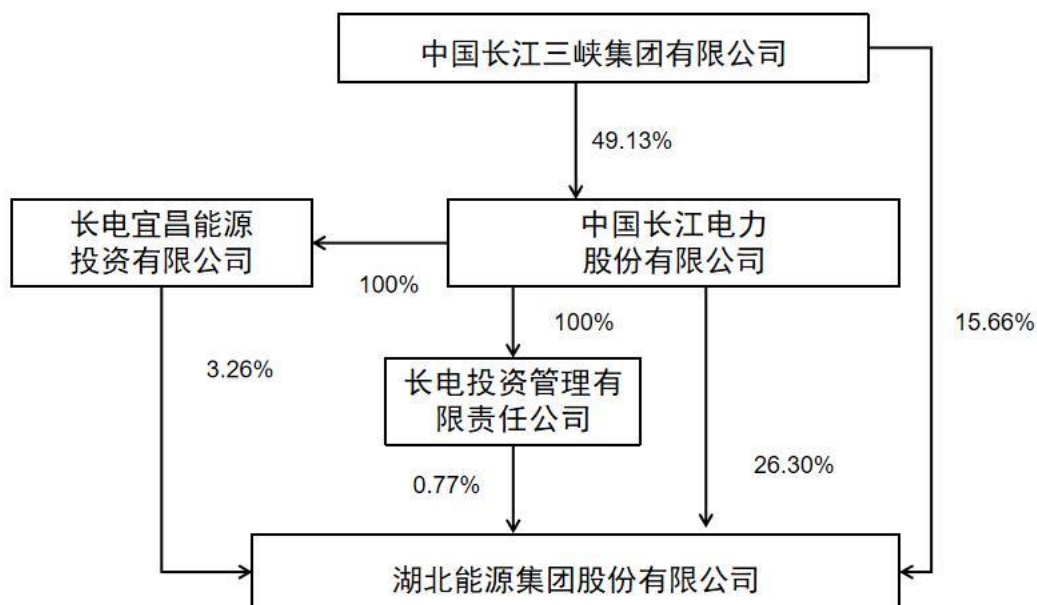 中国长江三峡集团有限公司
49.13%
长电宜昌能源
投资有限公司
中国长江电力
股份有限公司
100%
100%
15.66%
3.26%
长电投资管理有
限责任公司
0.77%
26.30%
湖北能源集团股份有限公司